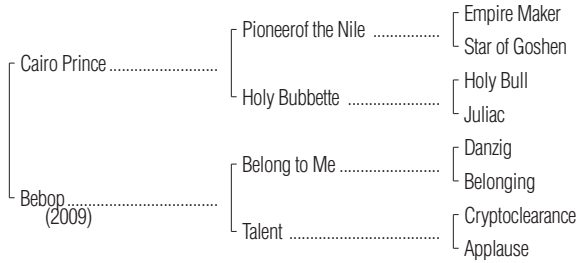 Empire Maker
Pioneerof the Nile ..................
Star of Goshen
Cairo Prince ..........................
Holy Bull
Holy Bubbette ......................
Juliac
Danzig
Belong to Me ........................
Belonging
Bebop ....................................
(2009)
Cryptoclearance
Talent ....................................
Applause